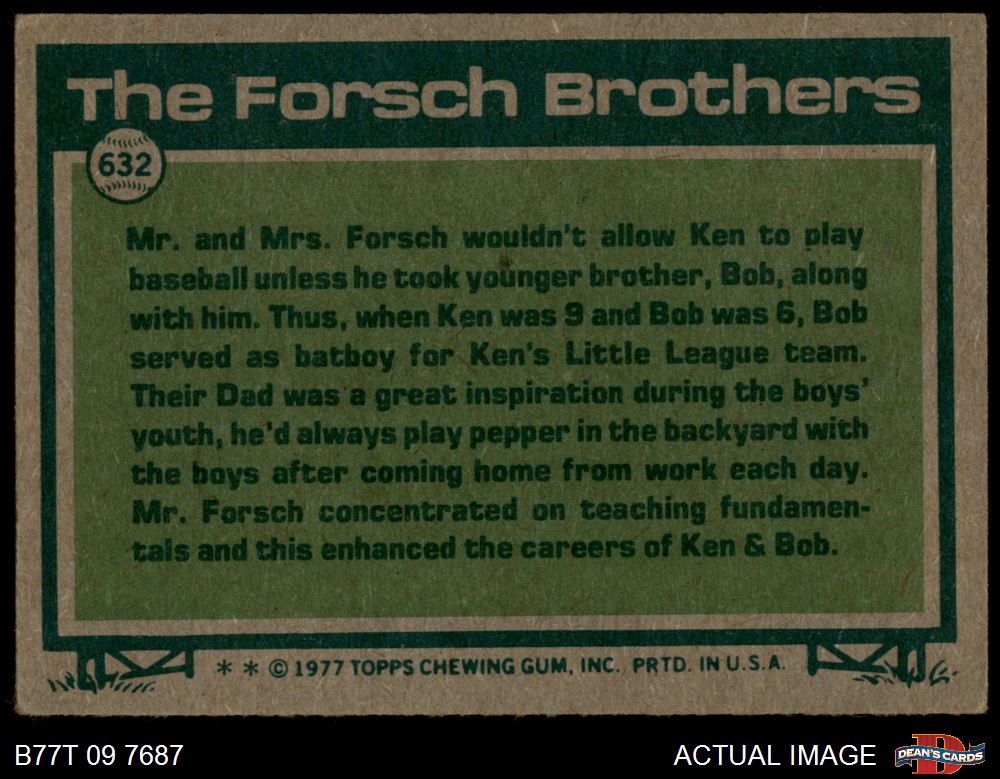 The Forsch Brothers
632
Mr. and Mrs. Forsch wouldn't allow Ken to play
baseball unless he took younger brother, Bob, along
with him. Thus, when Ken was 9 and Bob was 6, Bob
served as batboy for Ken's Little League team.
Their Dad was a great inspiration during the boys'
youth, he'd always play pepper in the backyard with
the boys after coming home from work each day.
Mr. Forsch concentrated on teaching fundamen-
tals and this enhanced the careers of Ken & Bob.
* * © 1977 TOPPS CHEWING GUM, INC. PRTD. IN U.S.A.
B77T 09 7687
ACTUAL IMAGE
D
DEAN'S CARDS